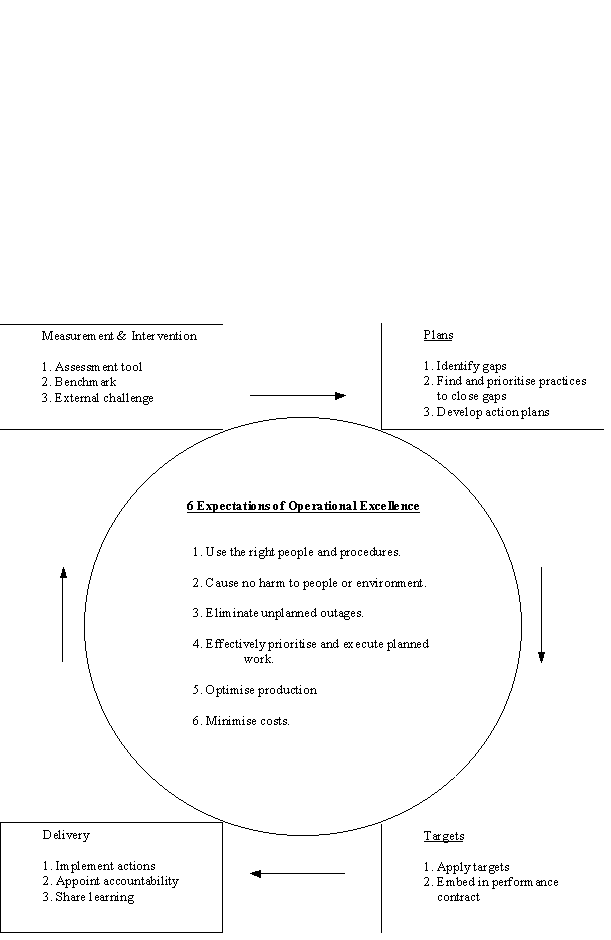 Measurement & Intervention
1. Assessment tool
2. Benchmark
3. External challenge
Plans
1. Identify gaps
2. Find and prioritise practices
to close gaps
3. Develop action plans
6 Expectations of Operational Excellence
1. Use the right people and procedures.
2. Cause no harm to people or environment.
3. Eliminate unplanned outages.
4. Effectively prioritise and execute planned
work.
5. Optimise production
6. Minimise costs.
Delivery
1. Implement actions
2. Appoint accountability
3. Share learning
Targets
1. Apply targets
2. Embed in performance
contract